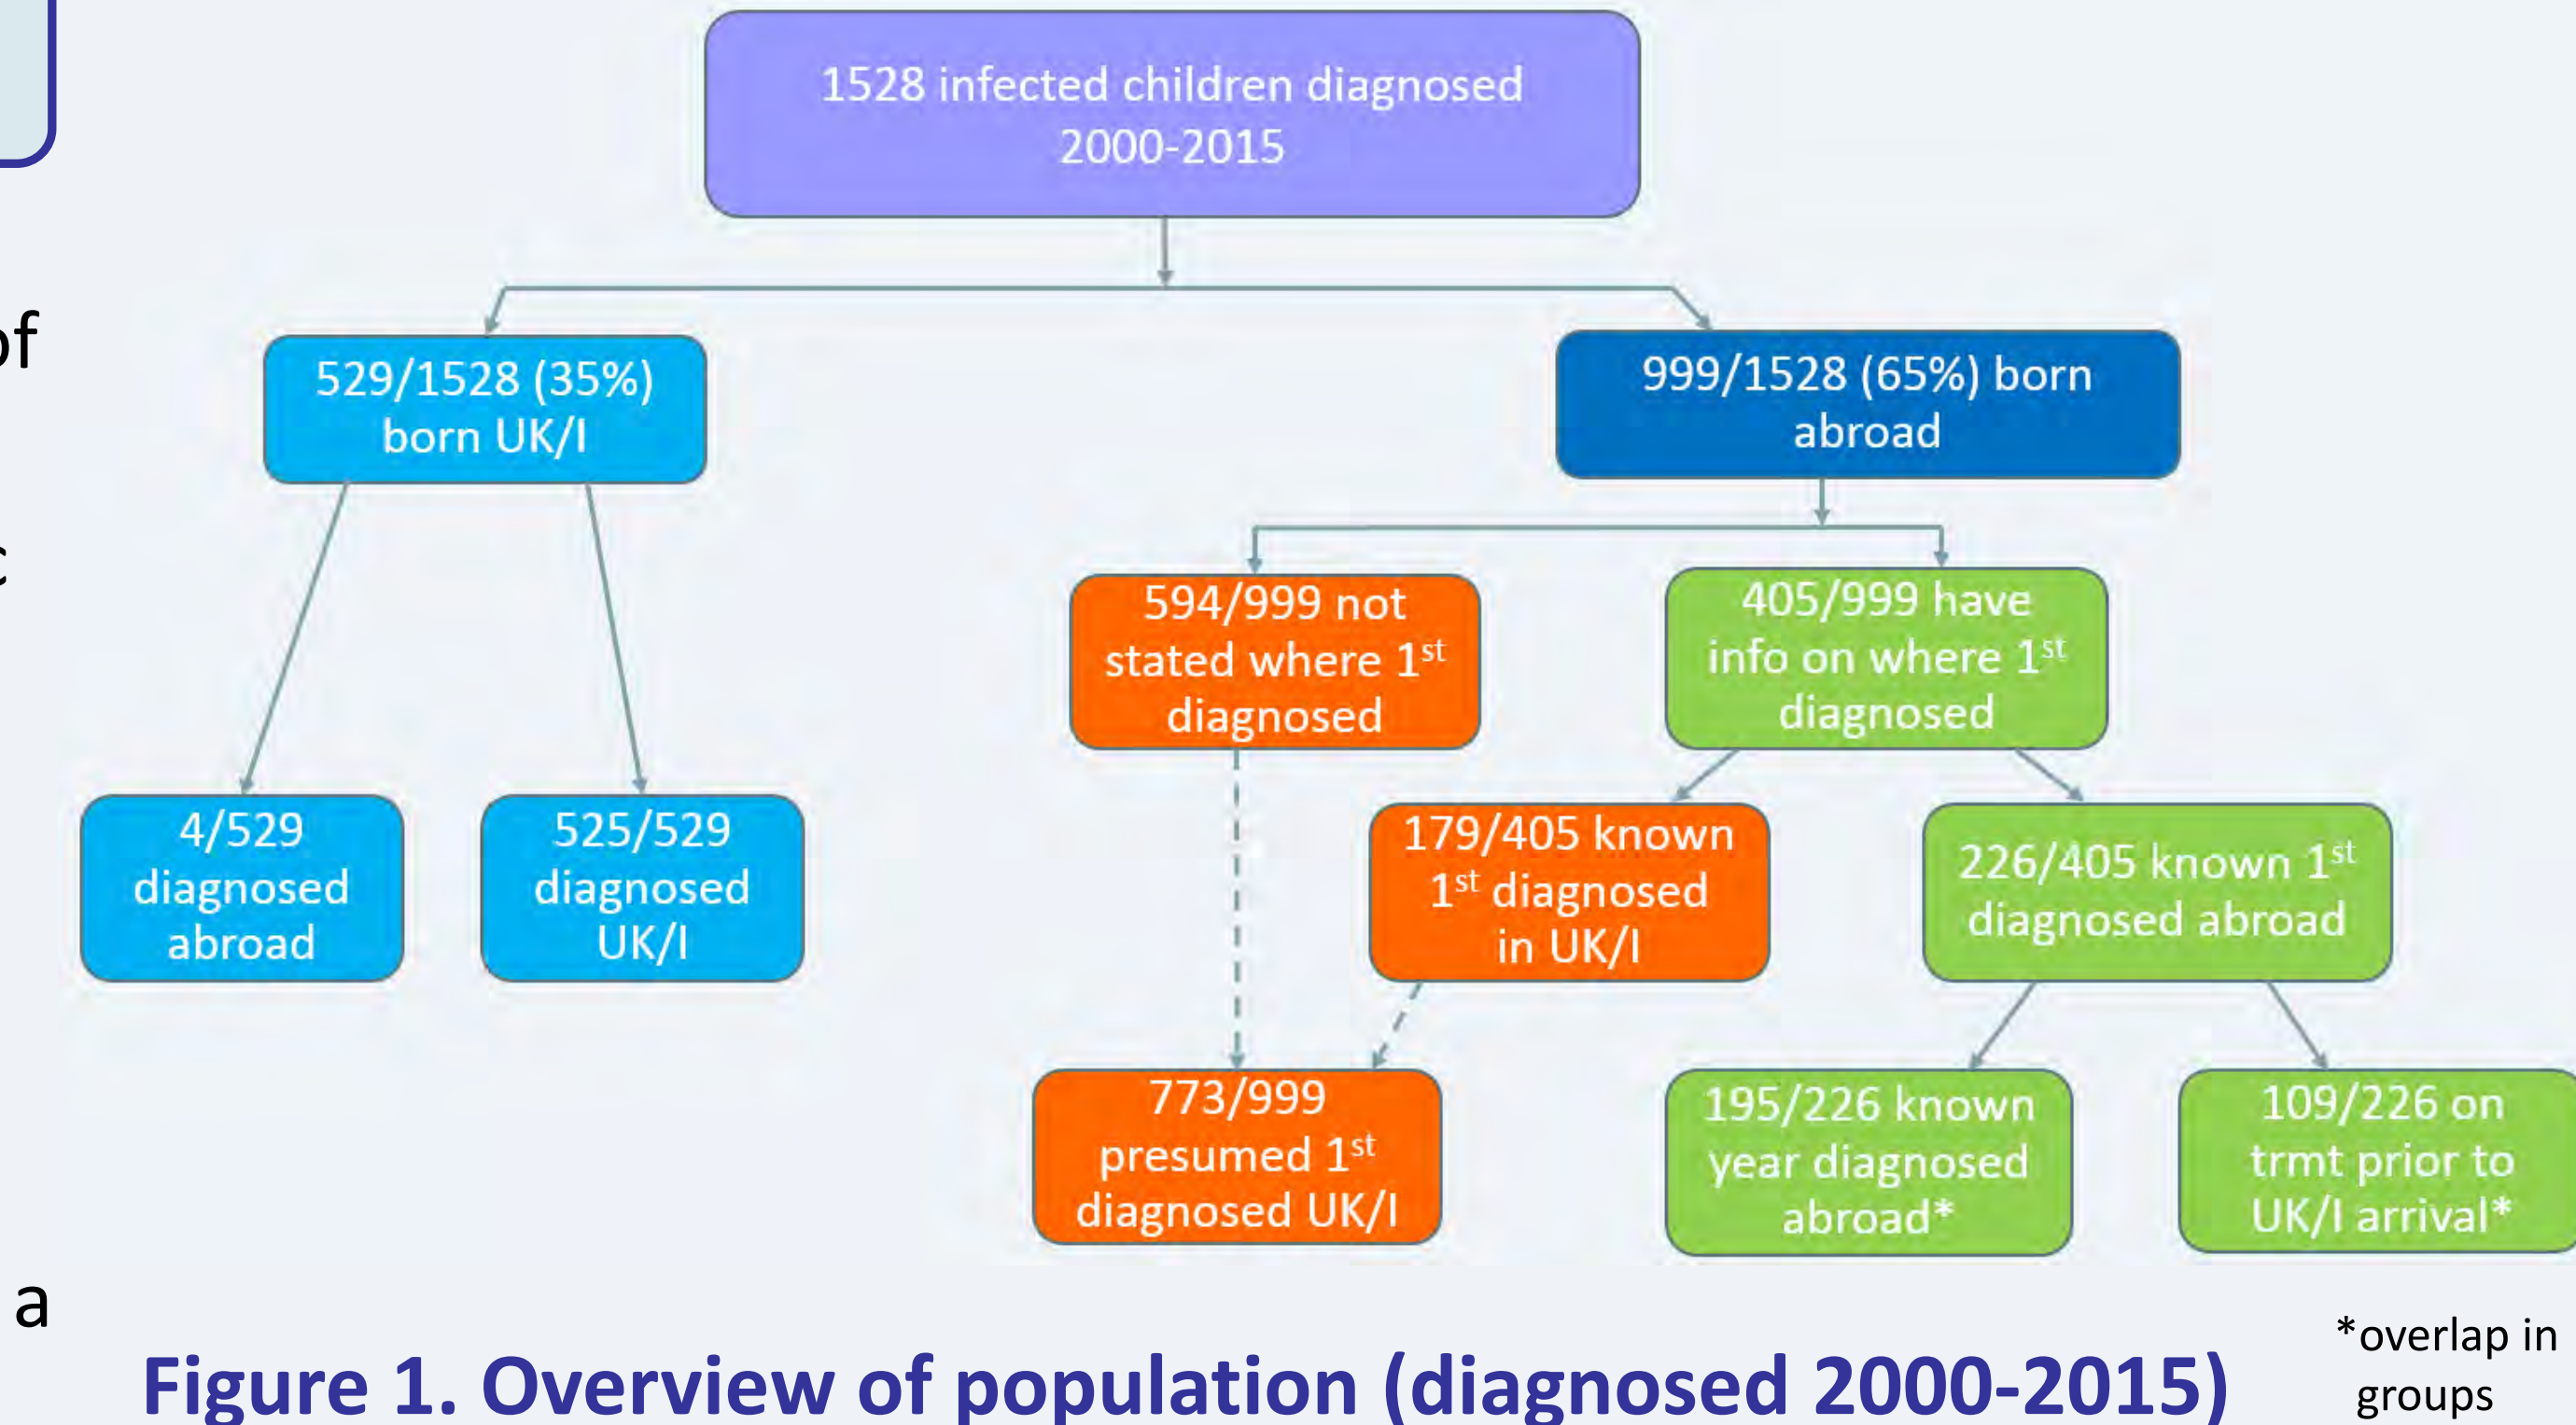 1528 infected children diagnosed
2000-2015
of
529/1528 (35%)
born UK/I
999/1528 (65%) born
abroad
c
594/999 not
stated where 1st
diagnosed
405/999 have
info on where 1st
diagnosed
4/529
diagnosed
abroad
525/529
diagnosed
UK/I
179/405 known
1st diagnosed
in UK/I
226/405 known 1st
diagnosed abroad
773/999
presumed 1st
diagnosed UK/I
195/226 known
year diagnosed
abroad*
109/226 on
trmt prior to
UK/I arrival*
a
Figure 1. Overview of population (diagnosed 2000-2015)
*overlap in
groups